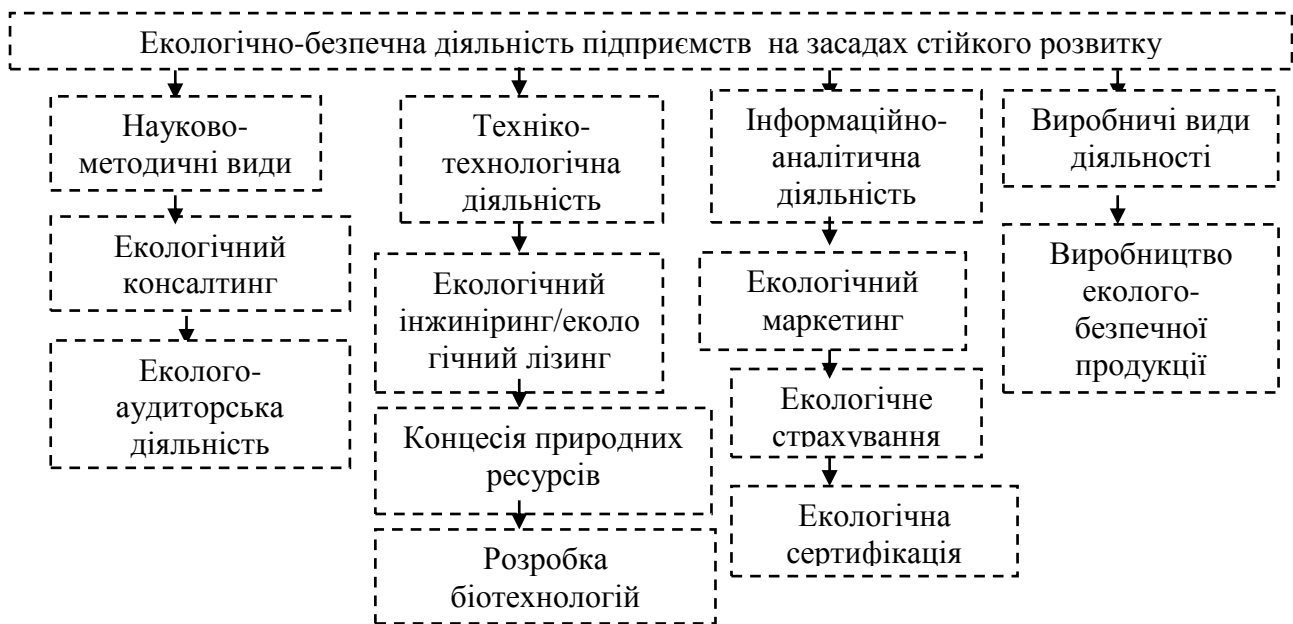 Екологічно-безпечна діяльність підприємств на засадах стійкого розвитку
Науково-
методичні види
Екологічний
консалтинг
Еколого-
аудиторська
діяльність
Техніко-
технологічна
діяльність
Екологічний
інжиніринг/еколо
гічний лізинг
Концесія природних
ресурсів
Розробка
біотехнологій
Інформаційно-
аналітична
діяльність
Екологічний
маркетинг
Екологічне
страхування
Екологічна
сертифікація
Виробничі види
діяльності
Виробництво
еколого-
безпечної
продукції